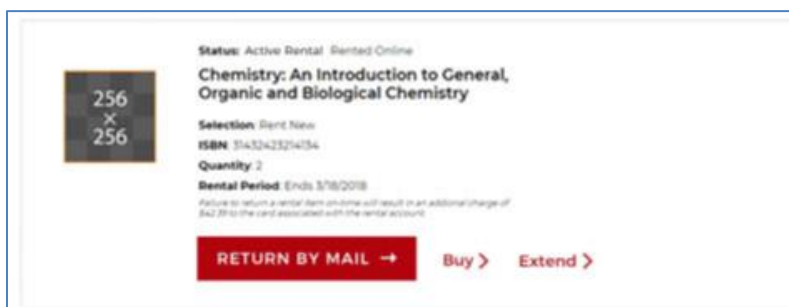 Status: Active Rental Rented Online
Chemistry: An Introduction to General,
Organic and Biological Chemistry
256
×
256
Selection: Rent New
ISBN:
Quantity: 2
Rental Period: Ends 3/18/2018
Failure to return a rental item on-time will result in an additional charge of
to the card associated with the rental account
RETURN BY MAIL → Buy > Extend >